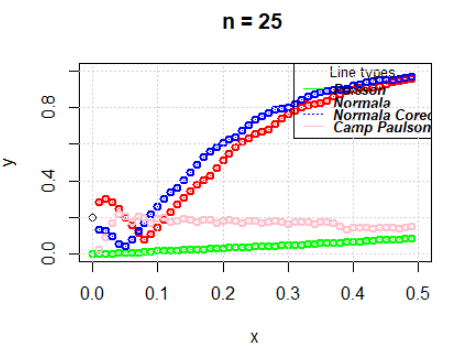 n = 25
y
0.0 0.4 0.8
Line types
Poisson
Normala
Normala Corec
Camp Paulson
0.0 0.1 0.2 0.3 0.4 0.5
x